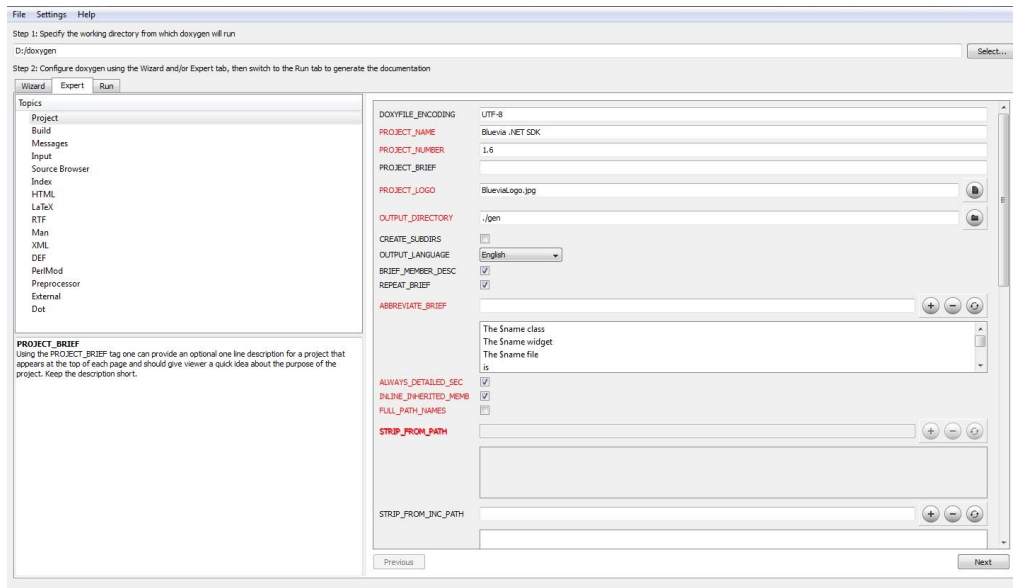 File Settings Help
Step 1: Specify the working directory from which doxygen will run
D:/doxygen
Select...
Step 2: Configure doxygen using the Wizard and/or Expert tab, then switch to the Run tab to generate the documentation
Wizard Expert Run
Topics
Project
Build
Messages
Input
Source Browser
Index
HTML
LaTeX
RTF
Man
XML
DEF
PerlMod
Preprocessor
External
Dot
PROJECT_BRIEF
Using the PROJECT_BRIEF tag one can provide an optional one line description for a project that
appears at the top of each page and should give viewer a quick idea about the purpose of the
project. Keep the description short.
DOXYFILE_ENCODING UTF-8
PROJECT_NAME Bluevia .NET SDK
PROJECT_NUMBER 1.6
PROJECT_BRIEF
PROJECT_LOGO BlueviaLogo.jpg
OUTPUT_DIRECTORY ./gen
CREATE_SUBDIRS
OUTPUT_LANGUAGE English
BRIEF_MEMBER_DESC
REPEAT_BRIEF
ABBREVIATE_BRIEF
The $name class
The $name widget
The $name file
is
ALWAYS_DETAILED_SEC
INLINE_INHERITED_MEMB
FULL_PATH_NAMES
STRIP_FROM_PATH
STRIP_FROM_INC_PATH
Previous
Next